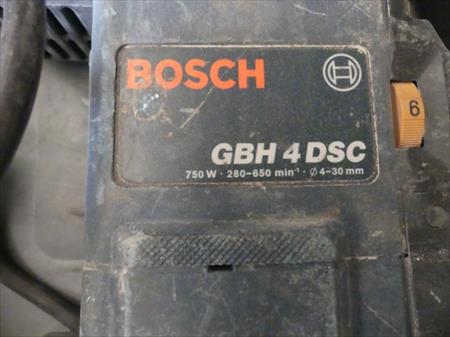 BOSCH
6
GBH 4 DSC
750 W · 280-650 min⁻¹ · Ø 4-30 mm